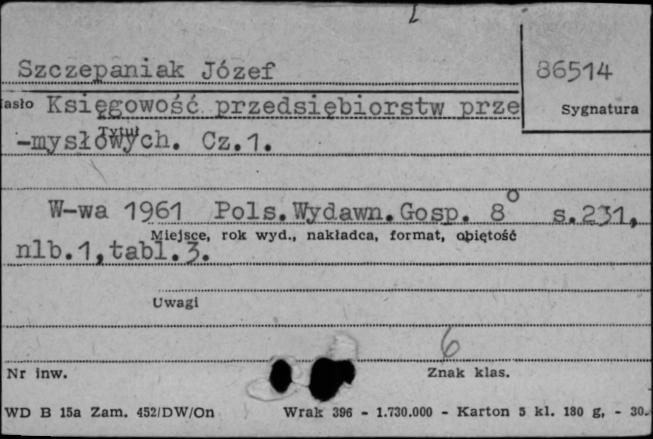 Szczepaniak Józef
86514
asło Księgowość przedsiębiorstw prze
Sygnatura
Tytuł
-mysłowych. Cz.1.
W-wa 1961 Pols.Wydawn.Gosp. 8° s.231,
Miejsce, rok wyd., nakładca, format, objętość
nlb.1,tabl.3.
Uwagi
6
Nr inw.
Znak klas.
WD B 15a Zam. 452/DW/On Wrak 396 - 1.730.000 - Karton 5 kl. 180 g, - 30.